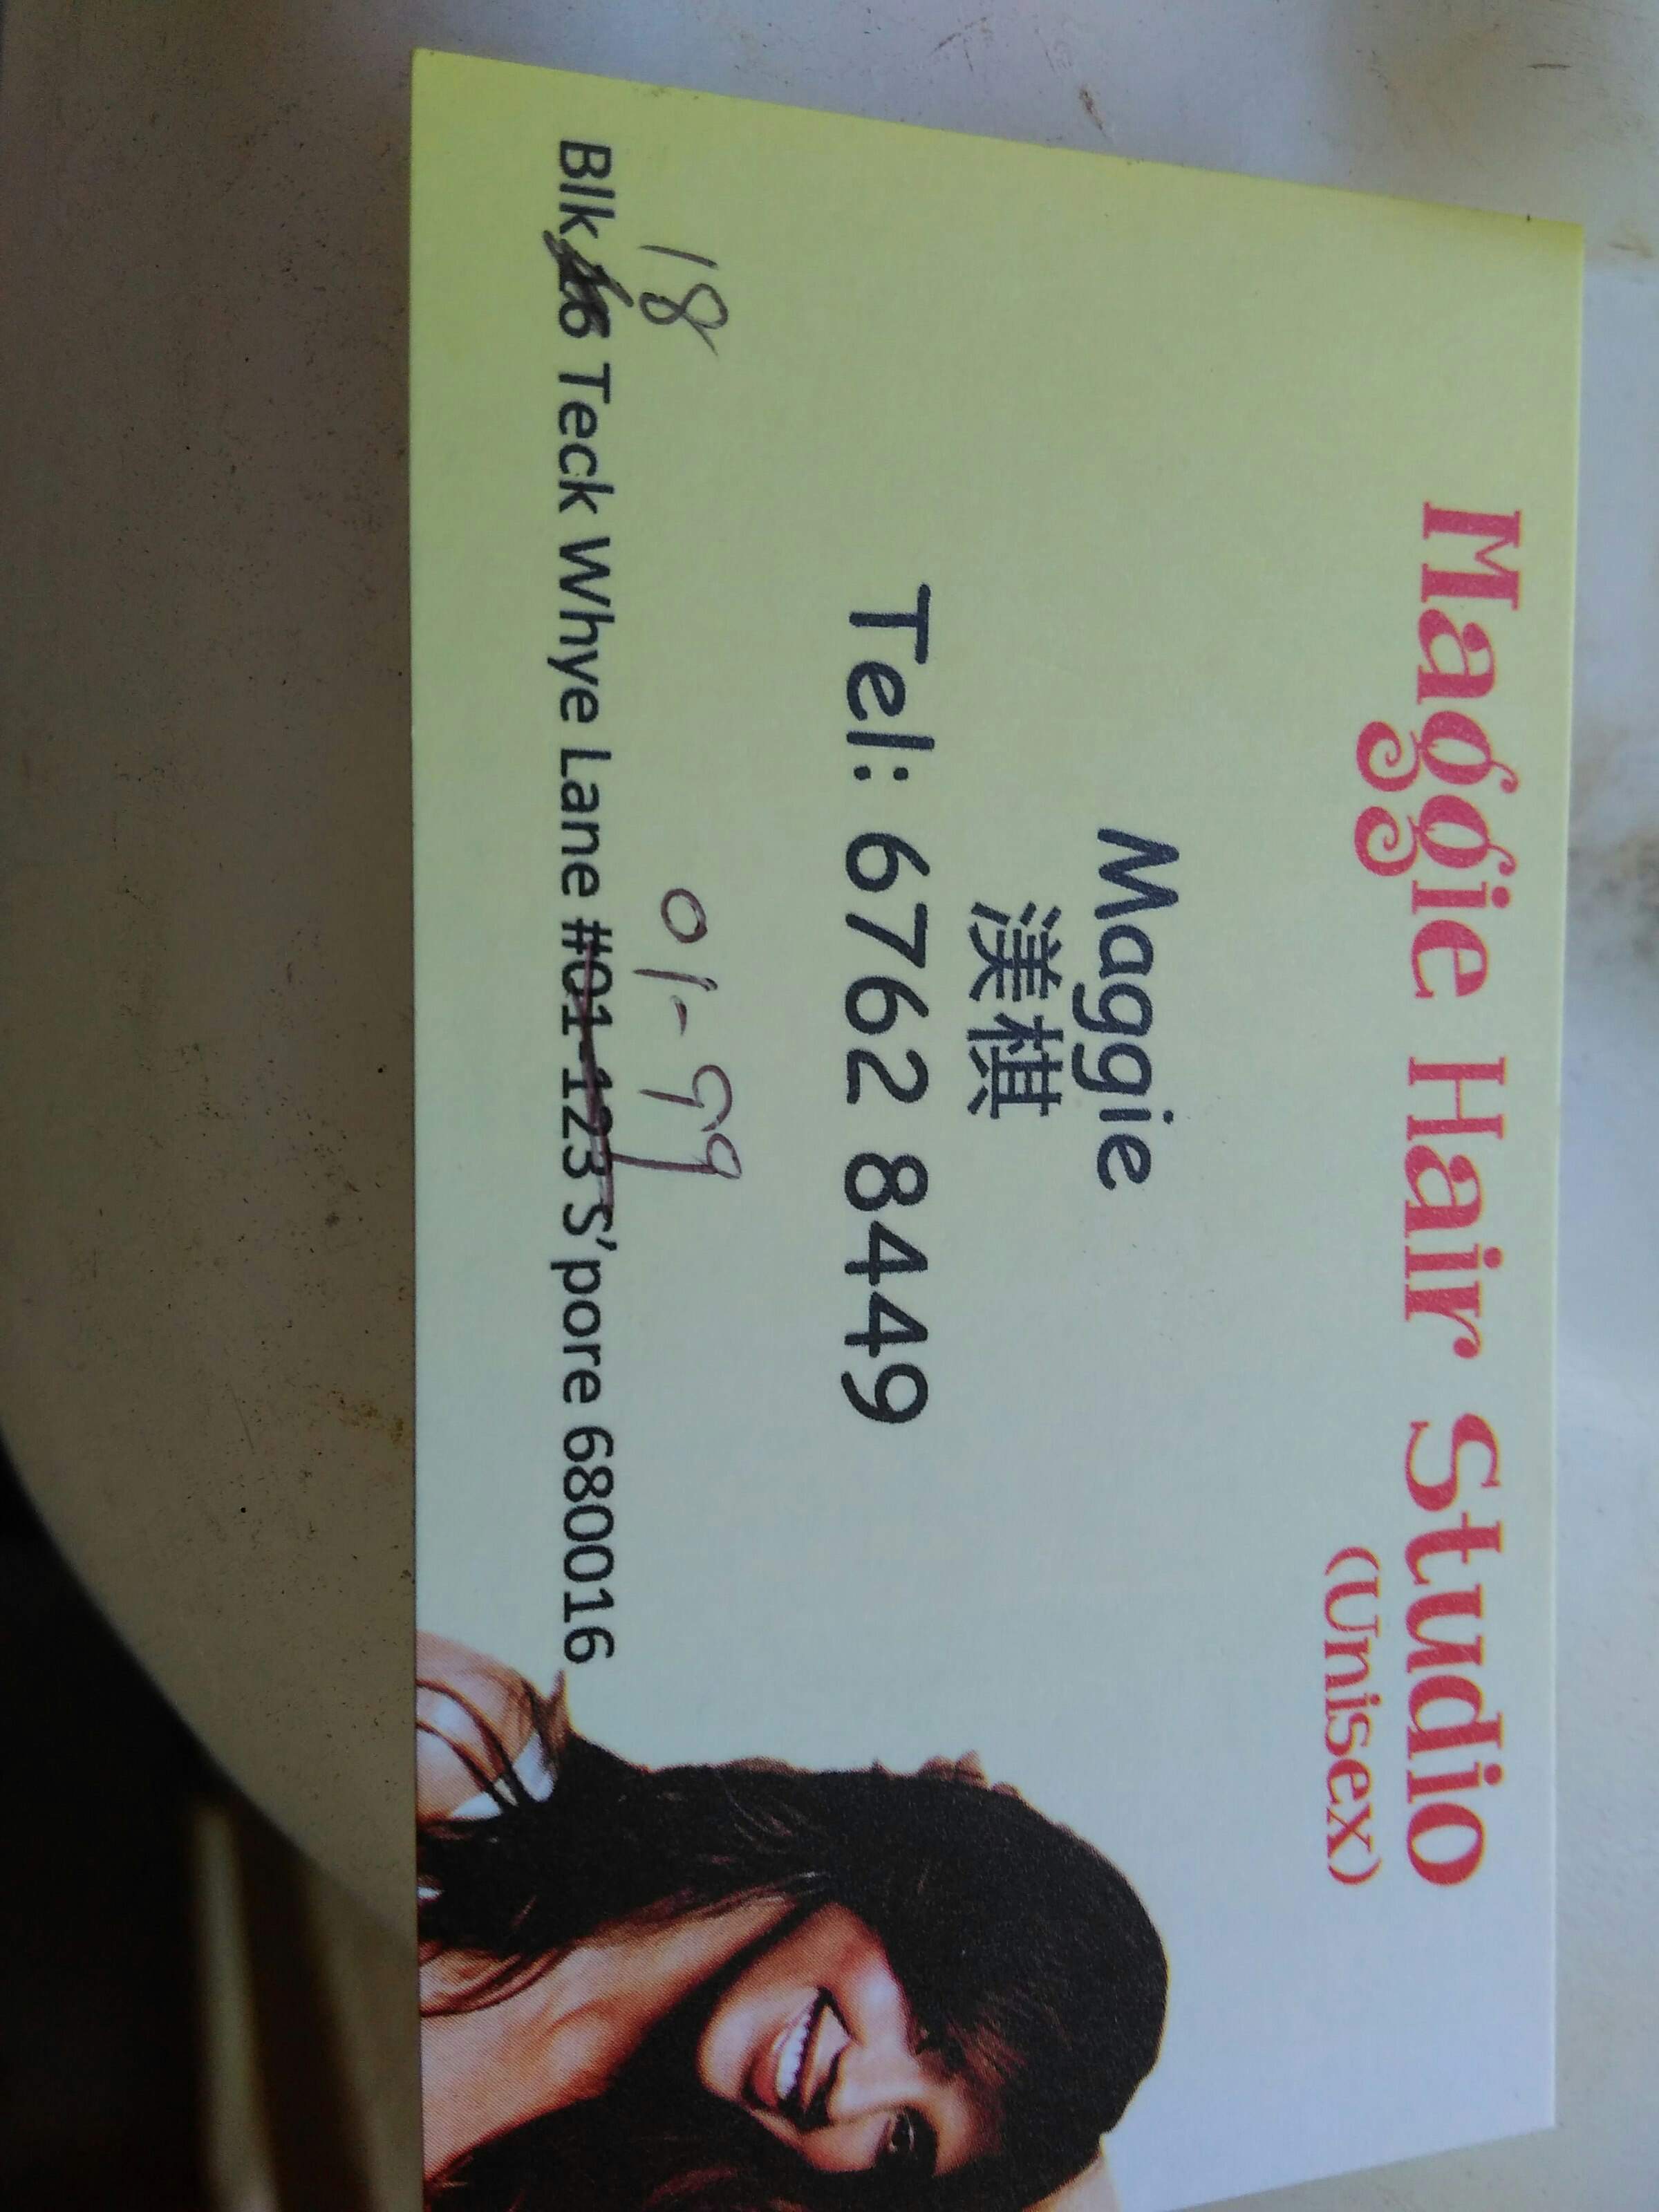 Maggie Hair Studio
(Unisex)
Maggie
渼棋
Tel: 6762 8449
18 01-99
Blk 16 Teck Whye Lane #01-123 S'pore 680016